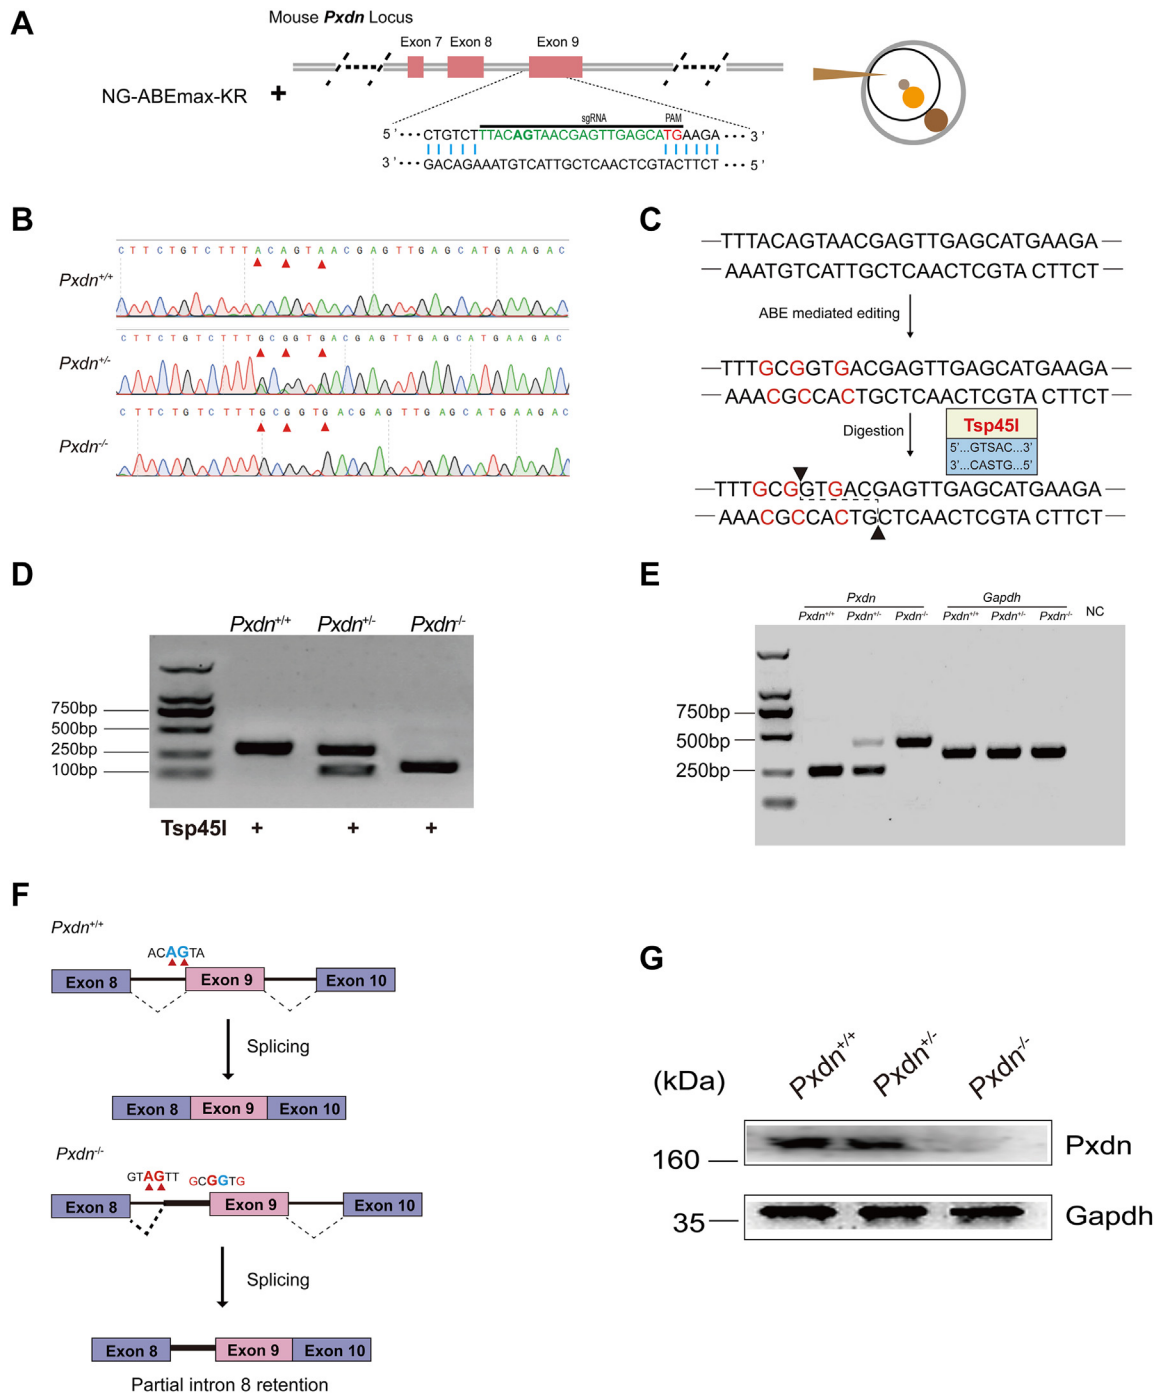 A
Mouse Pxdn Locus
Exon 7 Exon 8 Exon 9
NG-ABEmax-KR +
sgRNA PAM
5 ' ··· CTGTCTTTACAGTAACGAGTTGAGCATGAAGA ··· 3 '
3 ' ··· GACAGAAATGTCATTGCTCAACTCGTACTTCT ··· 5 '
B
CTTCTGTCTTTACAGTAACGAGTTGAGCATGAAGAC
Pxdn+/+
CTTCTGTCTTTGCGGTGACGAGTTGAGCATGAAGAC
Pxdn+/-
CTTCTGTCTTTGCGGTGACGAGTTGAGCATGAAGAC
Pxdn-/-
C
TTTACAGTAACGAGTTGAGCATGAAGA
AAATGTCATTGCTCAACTCGTA CTTCT
ABE mediated editing
TTTGCGGTGACGAGTTGAGCATGAAGA
AAACGCCACTGCTCAACTCGTA CTTCT
Digestion
Tsp45I
5'...GTSAC...3'
3'...CASTG...5'
TTTGCGGTGACGAGTTGAGCATGAAGA
AAACGCCACTGCTCAACTCGTA CTTCT
D
Pxdn+/+ Pxdn+/- Pxdn-/-
750bp
500bp
250bp
100bp
Tsp45I + + +
E
Pxdn Gapdh
Pxdn+/+ Pxdn+/- Pxdn-/- Pxdn+/+ Pxdn+/- Pxdn-/- NC
750bp
500bp
250bp
F
Pxdn+/+
ACAGTA
Exon 8 Exon 9 Exon 10
Splicing
Exon 8 Exon 9 Exon 10
Pxdn-/-
GTAGTT GCGGTG
Exon 8 Exon 9 Exon 10
Splicing
Exon 8 Exon 9 Exon 10
Partial intron 8 retention
G
(kDa) Pxdn+/+ Pxdn+/- Pxdn-/-
160 Pxdn
35 Gapdh